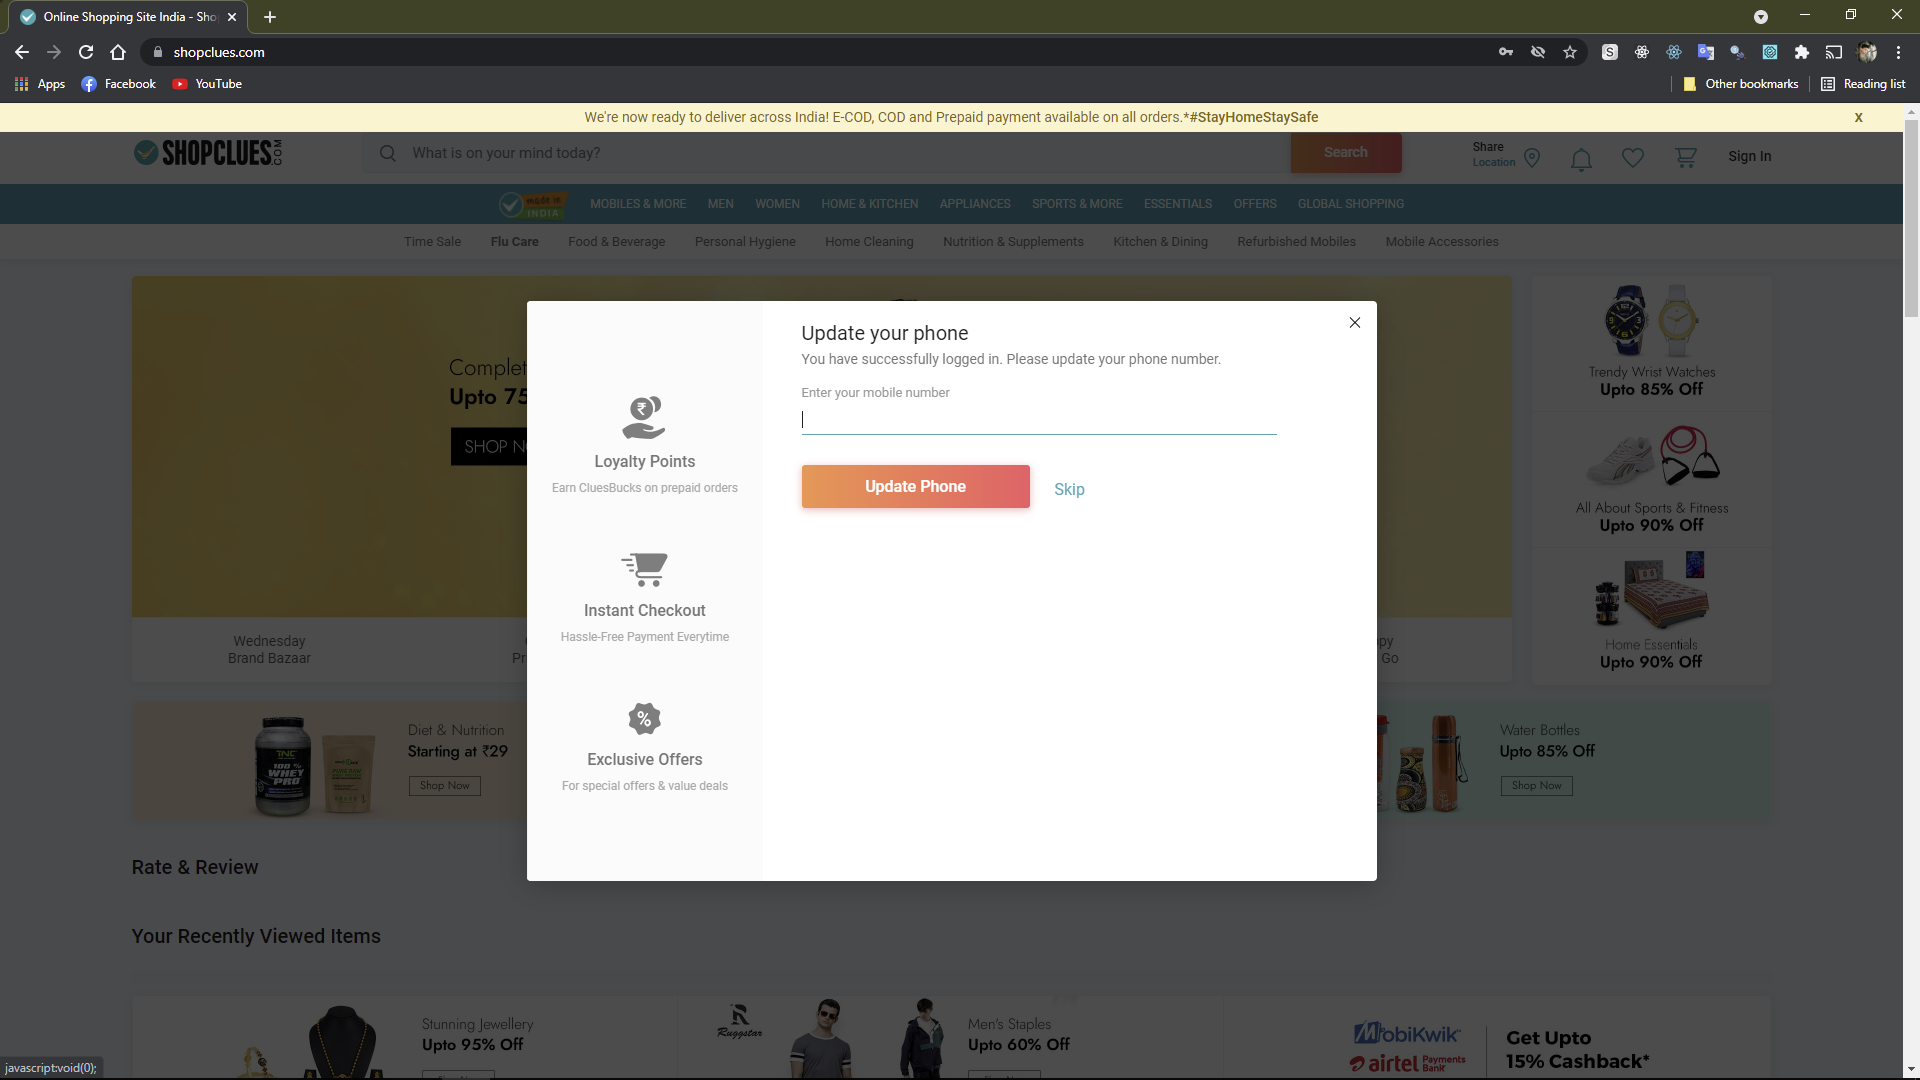 Online Shopping Site India - Sho
shopclues.com
Apps
Facebook
YouTube
Other bookmarks
Reading list
We're now ready to deliver across India! E-COD, COD and Prepaid payment available on all orders.*#StayHomeStaySafe
X
SHOPCLUES.COM
What is on your mind today?
Search
Share
Location
Sign In
made in
INDIA
MOBILES & MORE
MEN
WOMEN
HOME & KITCHEN
APPLIANCES
SPORTS & MORE
ESSENTIALS
OFFERS
GLOBAL SHOPPING
Time Sale
Flu Care
Food & Beverage
Personal Hygiene
Home Cleaning
Nutrition & Supplements
Kitchen & Dining
Refurbished Mobiles
Mobile Accessories
Complet
Upto 75
SHOP NO
Wednesday
Brand Bazaar
Pr
py
Go
Trendy Wrist Watches
Upto 85% Off
All About Sports & Fitness
Upto 90% Off
Home Essentials
Upto 90% Off
Update your phone
You have successfully logged in. Please update your phone number.
Enter your mobile number
Update Phone
Skip
Loyalty Points
Earn CluesBucks on prepaid orders
Instant Checkout
Hassle-Free Payment Everytime
%
Exclusive Offers
For special offers & value deals
TNC
100 %
WHEY
PRO
Diet & Nutrition
Starting at ₹29
Shop Now
Water Bottles
Upto 85% Off
Shop Now
Rate & Review
Your Recently Viewed Items
Stunning Jewellery
Upto 95% Off
R
Ruggstar
Men's Staples
Upto 60% Off
MobiKwik
airtel Payments Bank
Get Upto
15% Cashback*
javascript:void(0);